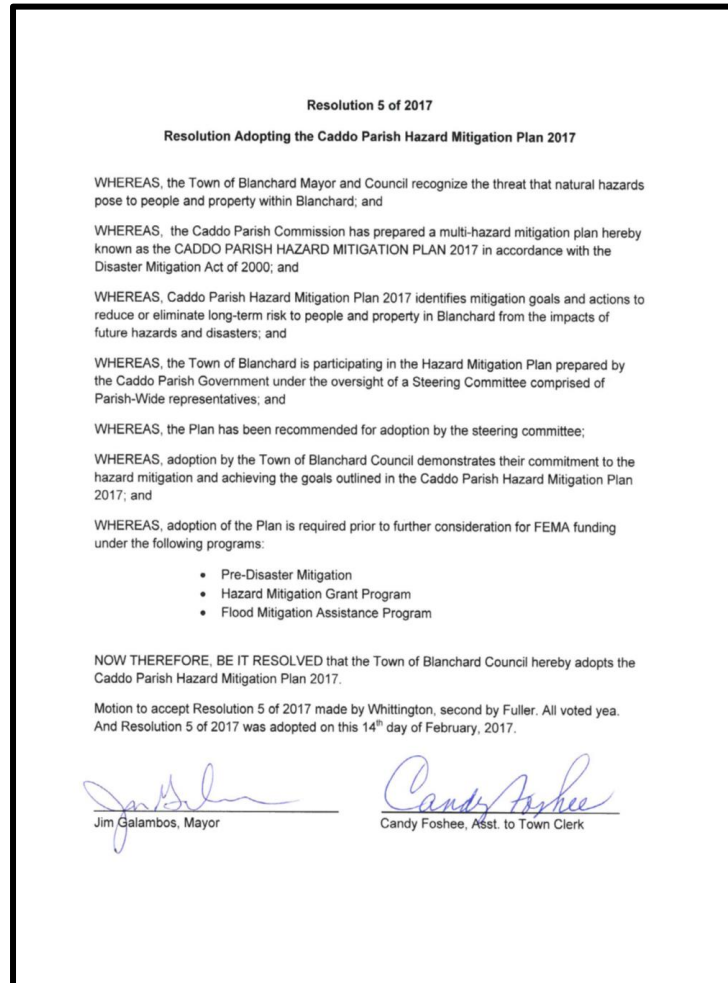 Resolution 5 of 2017
Resolution Adopting the Caddo Parish Hazard Mitigation Plan 2017
WHEREAS, the Town of Blanchard Mayor and Council recognize the threat that natural hazards
pose to people and property within Blanchard; and
WHEREAS, the Caddo Parish Commission has prepared a multi-hazard mitigation plan hereby
known as the CADDO PARISH HAZARD MITIGATION PLAN 2017 in accordance with the
Disaster Mitigation Act of 2000; and
WHEREAS, Caddo Parish Hazard Mitigation Plan 2017 identifies mitigation goals and actions to
reduce or eliminate long-term risk to people and property in Blanchard from the impacts of
future hazards and disasters; and
WHEREAS, the Town of Blanchard is participating in the Hazard Mitigation Plan prepared by
the Caddo Parish Government under the oversight of a Steering Committee comprised of
Parish-Wide representatives; and
WHEREAS, the Plan has been recommended for adoption by the steering committee;
WHEREAS, adoption by the Town of Blanchard Council demonstrates their commitment to the
hazard mitigation and achieving the goals outlined in the Caddo Parish Hazard Mitigation Plan
2017; and
WHEREAS, adoption of the Plan is required prior to further consideration for FEMA funding
under the following programs:
• Pre-Disaster Mitigation
• Hazard Mitigation Grant Program
• Flood Mitigation Assistance Program
NOW THEREFORE, BE IT RESOLVED that the Town of Blanchard Council hereby adopts the
Caddo Parish Hazard Mitigation Plan 2017.
Motion to accept Resolution 5 of 2017 made by Whittington, second by Fuller. All voted yea.
And Resolution 5 of 2017 was adopted on this 14th day of February, 2017.
Candy Foshee
Jim Galambos, Mayor
Candy Foshee, Asst. to Town Clerk